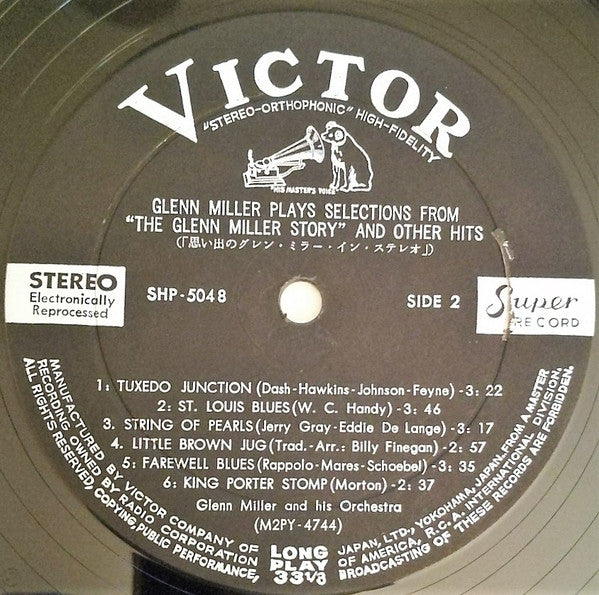 VICTOR
"STEREO-ORTHOPHONIC" HIGH-FIDELITY
"HIS MASTER'S VOICE"
GLENN MILLER PLAYS SELECTIONS FROM
"THE GLENN MILLER STORY" AND OTHER HITS
(「思い出のグレン・ミラー・イン・ステレオ」)
STEREO
Electronically
Reprocessed
SHP-5048
SIDE 2
Super
RECORD
1: TUXEDO JUNCTION (Dash-Hawkins-Johnson-Feyne) -3: 22
2: ST. LOUIS BLUES (W. C. Handy) -3: 46
3: STRING OF PEARLS (Jerry Gray-Eddie De Lange) -3: 17
4: LITTLE BROWN JUG (Trad.-Arr.: Billy Finegan) -2: 57
5: FAREWELL BLUES (Rappolo-Mares-Schoebel) -3: 35
6: KING PORTER STOMP (Morton) -2: 37
Glenn Miller and his Orchestra
(M2PY-4744)
LONG
PLAY
33⅓
MANUFACTURED BY VICTOR COMPANY OF JAPAN, LTD., YOKOHAMA, JAPAN. FROM A MASTER
RECORDING OWNED BY RADIO CORPORATION OF AMERICA, R.C.A. INTERNATIONAL DIVISION.
ALL RIGHTS RESERVED, COPYING, PUBLIC PERFORMANCE, BROADCASTING OF THESE RECORDS ARE FORBIDDEN.